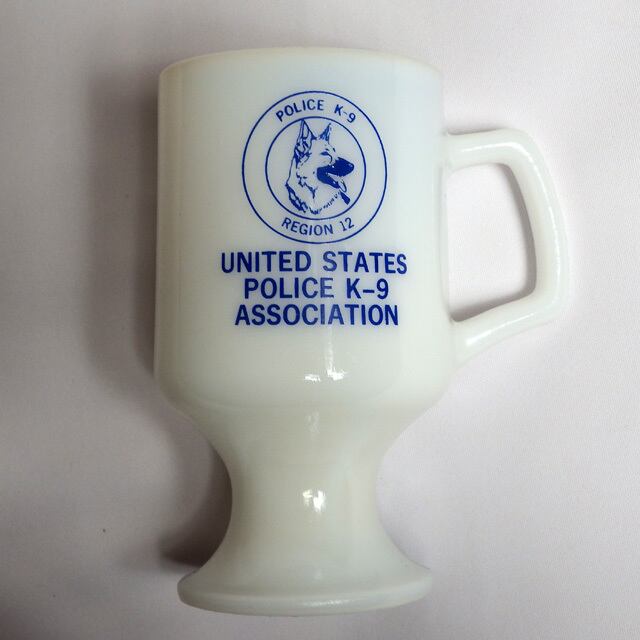 POLICE K-9
REGION 12
UNITED STATES
POLICE K-9
ASSOCIATION